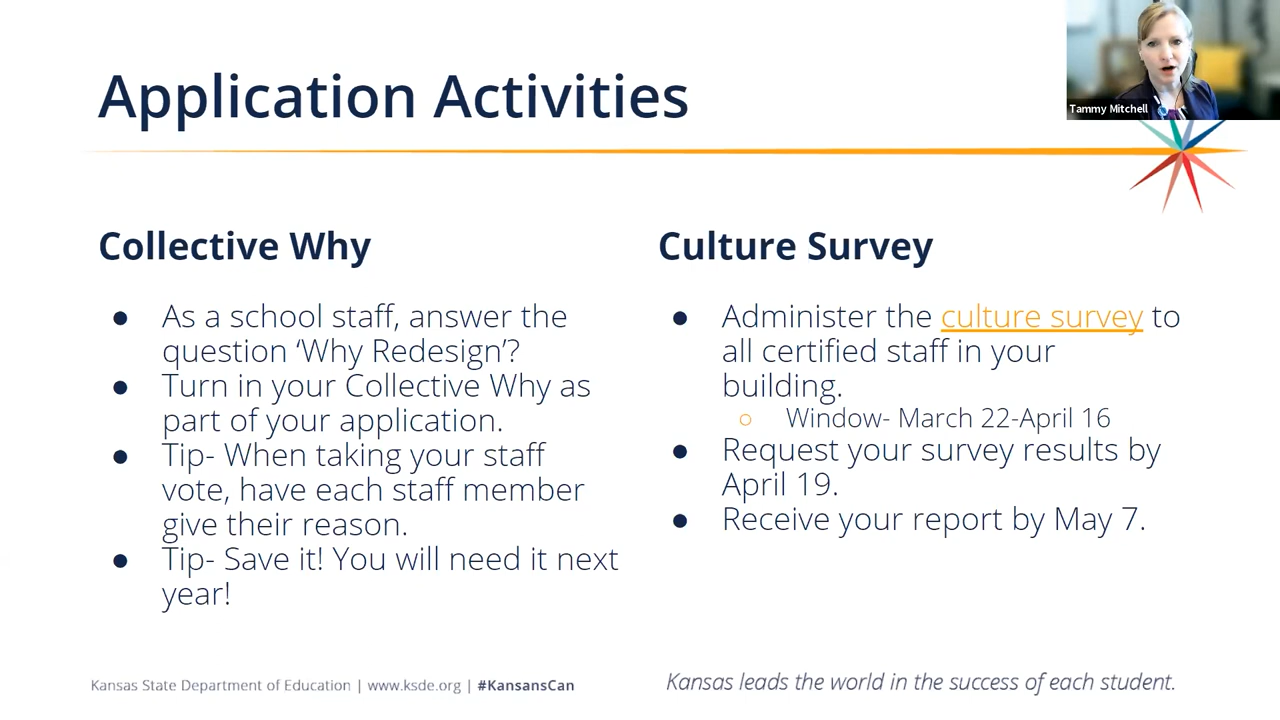 Application Activities
Tammy Mitchell
Collective Why
● As a school staff, answer the
question ‘Why Redesign’?
● Turn in your Collective Why as
part of your application.
● Tip- When taking your staff
vote, have each staff member
give their reason.
● Tip- Save it! You will need it next
year!
Culture Survey
● Administer the culture survey to
all certified staff in your
building.
○ Window- March 22-April 16
● Request your survey results by
April 19.
● Receive your report by May 7.
Kansas State Department of Education | www.ksde.org | #KansansCan
Kansas leads the world in the success of each student.